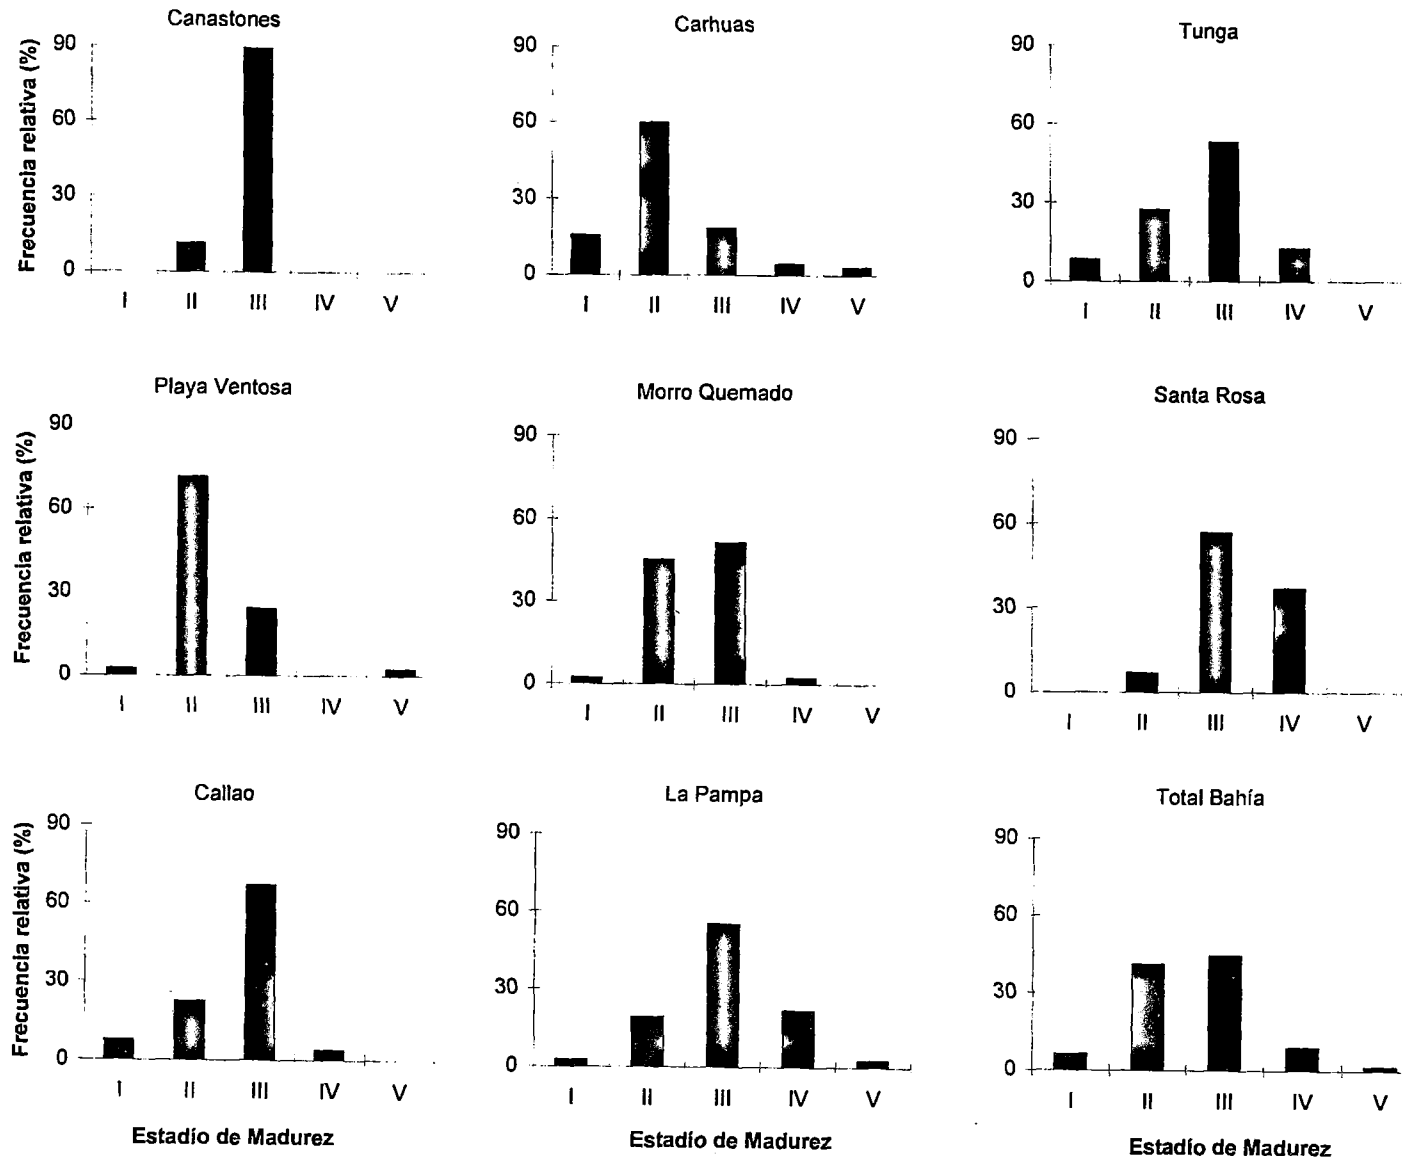 Canastones
Frecuencia relativa (%)
90
60
30
0
I II III IV V
Carhuas
90
60
30
0
I II III IV V
Tunga
90
60
30
0
I II III IV V
Playa Ventosa
Frecuencia relativa (%)
90
60
30
0
I II III IV V
Morro Quemado
90
60
30
0
I II III IV V
Santa Rosa
90
60
30
0
I II III IV V
Callao
Frecuencia relativa (%)
90
60
30
0
I II III IV V
Estadío de Madurez
La Pampa
90
60
30
0
I II III IV V
Estadío de Madurez
Total Bahía
90
60
30
0
I II III IV V
Estadío de Madurez